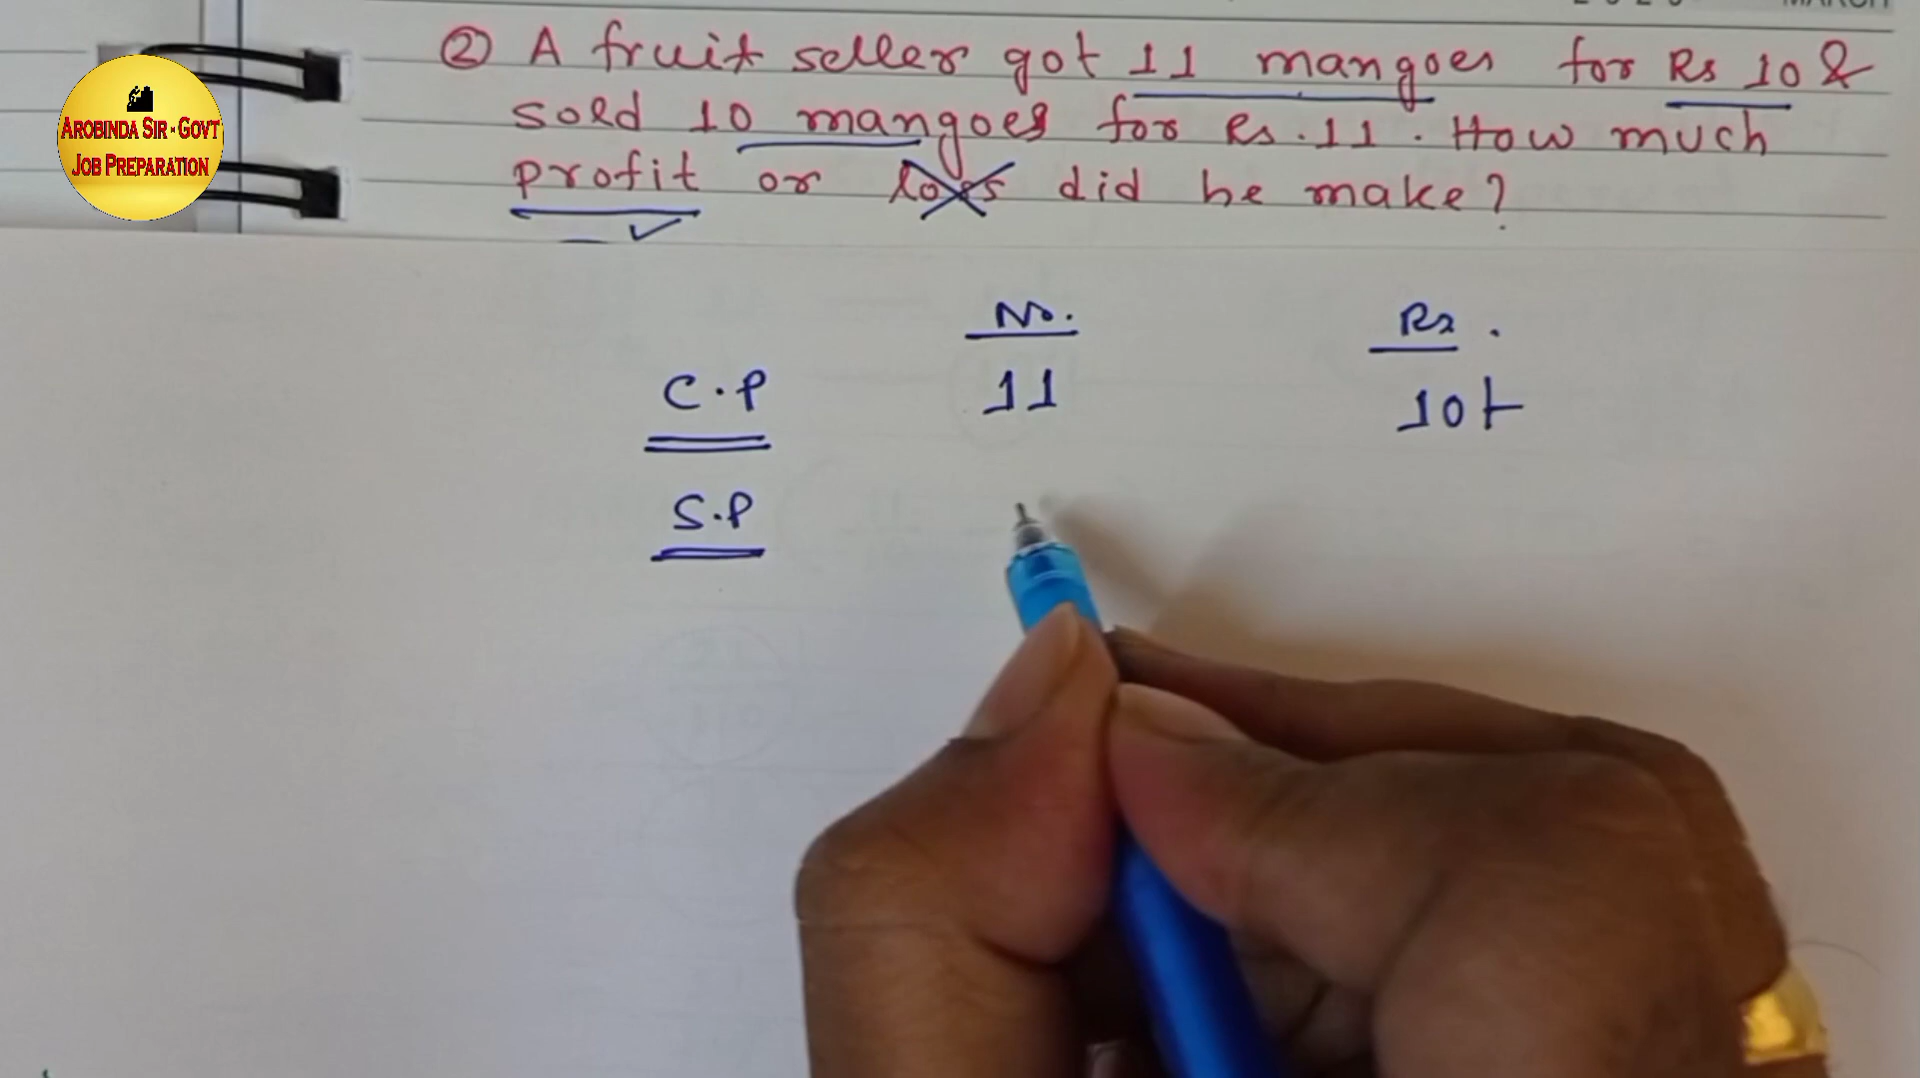 ② A fruit seller got 11 mangoes for Rs 10 &
sold 10 mangoes for Rs. 11. How much
profit or loss did he make?
AROBINDA SIR - GOVT
JOB PREPARATION
No. Rs.
C.P 11 10
S.P